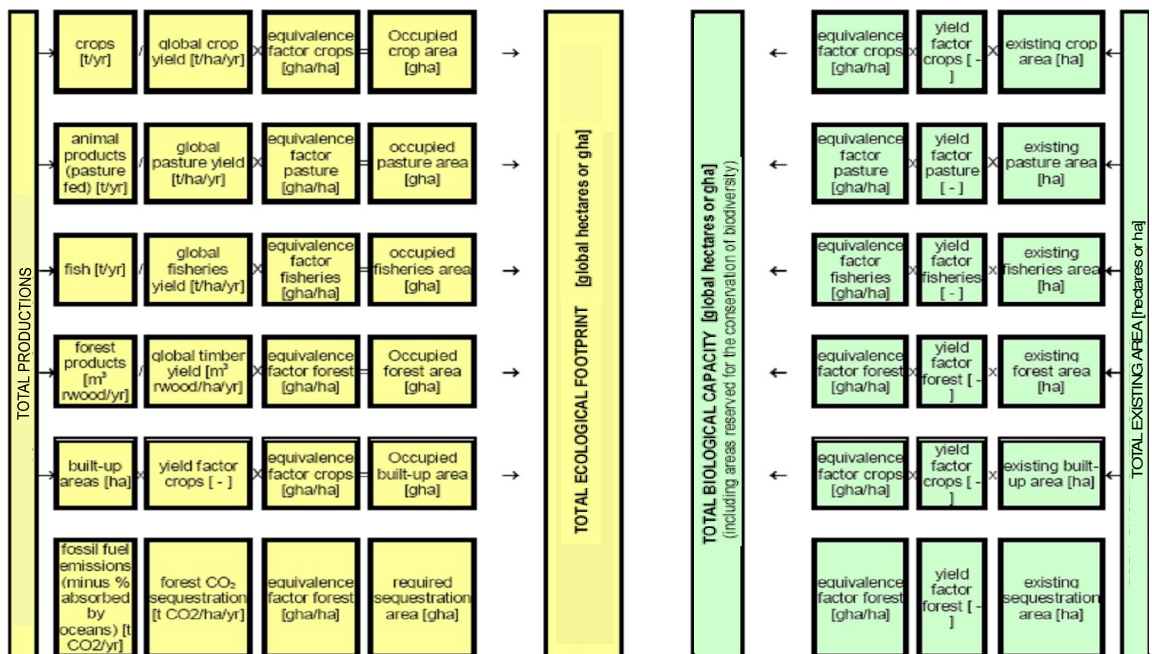 TOTAL PRODUCTIONS
crops
[t/yr]
/
global crop
yield [t/ha/yr]
x
equivalence
factor crops
[gha/ha]
=
Occupied
crop area
[gha]
→
animal
products
(pasture
fed) [t/yr]
/
global
pasture yield
[t/ha/yr]
x
equivalence
factor
pasture
[gha/ha]
=
occupied
pasture area
[gha]
→
fish [t/yr]
/
global
fisheries
yield [t/ha/yr]
x
equivalence
factor
fisheries
[gha/ha]
=
occupied
fisheries area
[gha]
→
forest
products
[m³
rwood/yr]
/
global timber
yield [m³
rwood/ha/yr]
x
equivalence
factor forest
[gha/ha]
=
Occupied
forest area
[gha]
→
built-up
areas [ha]
x
yield factor
crops [ - ]
x
equivalence
factor crops
[gha/ha]
=
Occupied
built-up area
[gha]
→
fossil fuel
emissions
(minus %
absorbed
by
oceans) [t
CO2/yr]
forest CO₂
sequestration
[t CO2/ha/yr]
equivalence
factor forest
[gha/ha]
required
sequestration
area [gha]
TOTAL ECOLOGICAL FOOTPRINT [global hectares or gha]
TOTAL BIOLOGICAL CAPACITY [global hectares or gha]
(including areas reserved for the conservation of biodiversity)
←
equivalence
factor crops
[gha/ha]
x
yield
factor
crops [ -
]
x
existing crop
area [ha]
←
equivalence
factor
pasture
[gha/ha]
x
yield
factor
pasture
[ - ]
x
existing
pasture area
[ha]
←
equivalence
factor
fisheries
[gha/ha]
x
yield
factor
fisheries
[ - ]
x
existing
fisheries area
[ha]
←
equivalence
factor forest
[gha/ha]
x
yield
factor
forest [ -
]
x
existing
forest area
[ha]
←
equivalence
factor crops
[gha/ha]
x
yield
factor
crops [ -
]
x
existing built-
up area [ha]
equivalence
factor forest
[gha/ha]
yield
factor
forest [ -
]
existing
sequestration
area [ha]
TOTAL EXISTING AREA [hectares or ha]